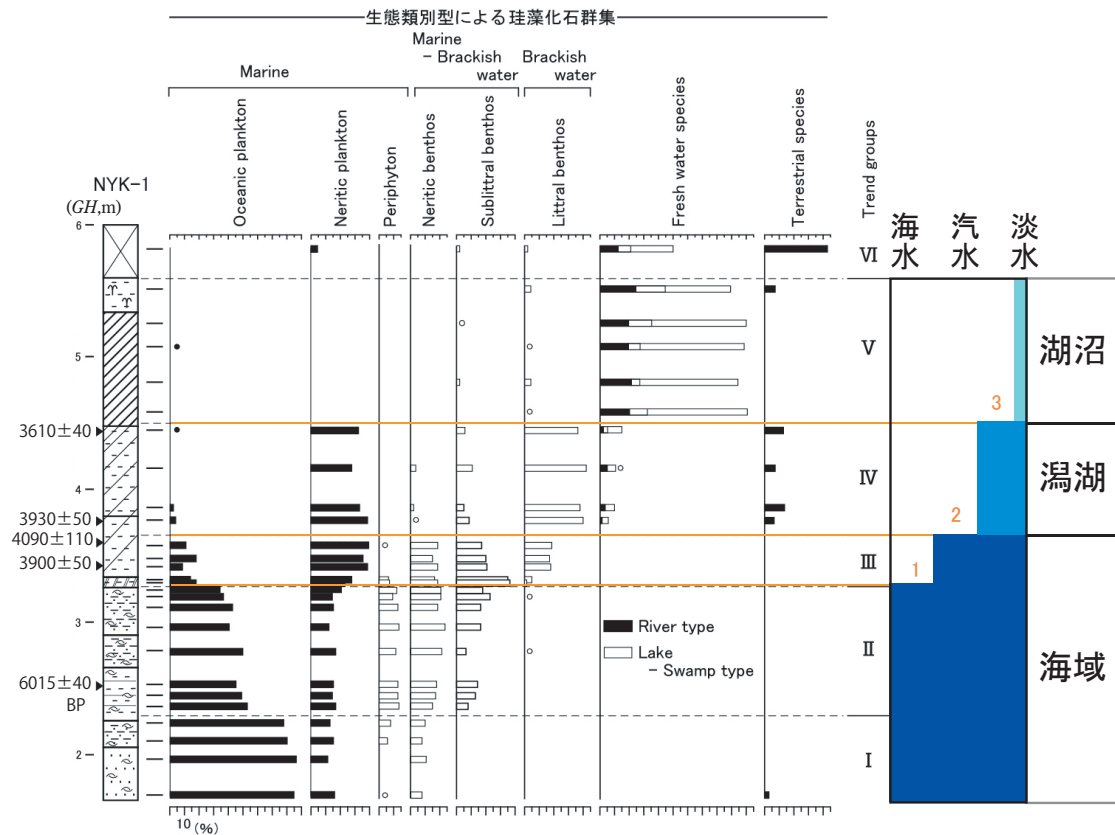 生態類別型による珪藻化石群集
Marine
Marine
– Brackish
water
Brackish
water
Oceanic plankton
Neritic plankton
Periphyton
Neritic benthos
Sublittral benthos
Littral benthos
Fresh water species
Terrestrial species
Trend groups
NYK-1
(GH,m)
6
5
4
3
2
3610±40
3930±50
4090±110
3900±50
6015±40
BP
VI
V
IV
III
II
I
River type
Lake
– Swamp type
10 (%)
海水
汽水
淡水
3
2
1
湖沼
潟湖
海域